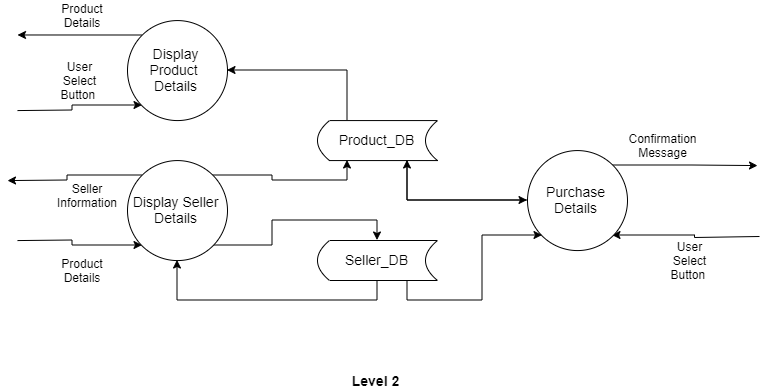 Product
Details
Display
Product
Details
User
Select
Button
Product_DB
Confirmation
Message
Seller
Information
Display Seller
Details
Purchase
Details
Product
Details
Seller_DB
User
Select
Button
Level 2